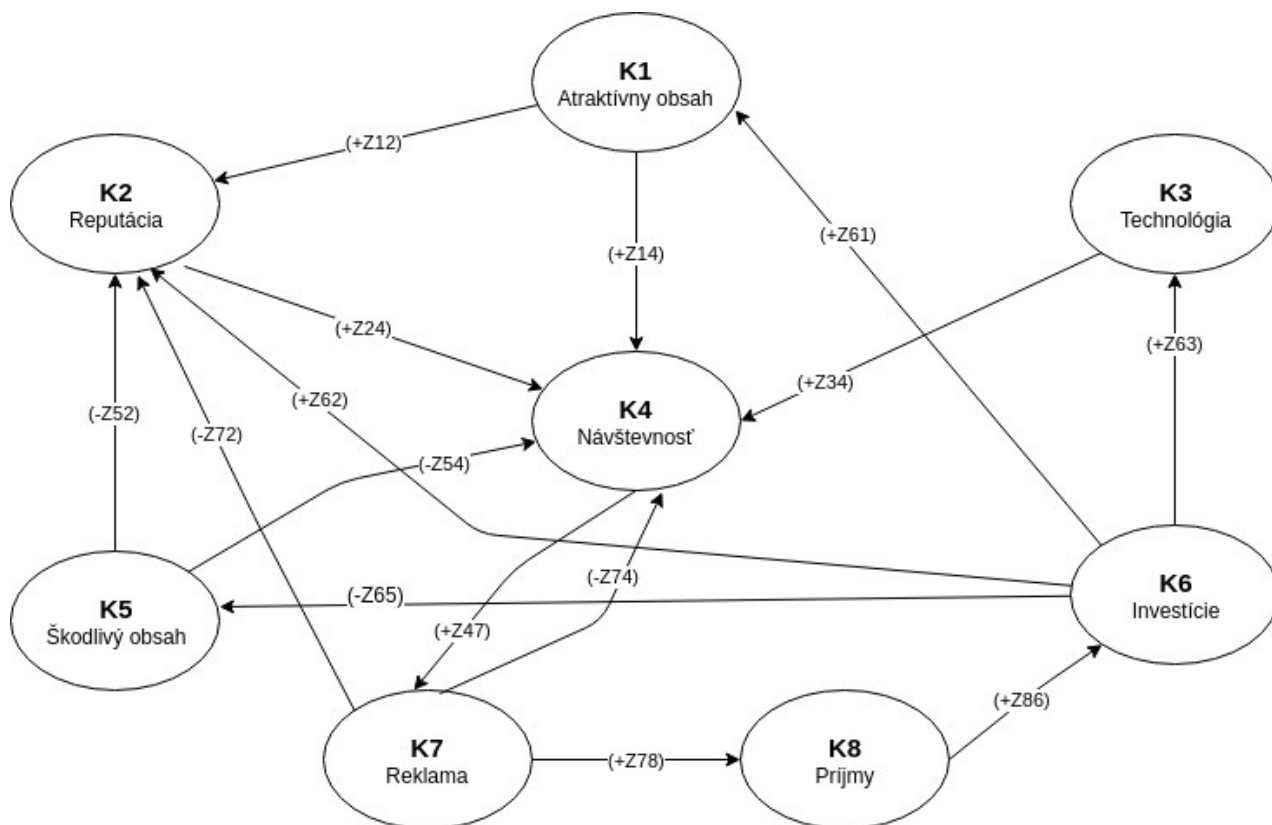 K1
Atraktívny obsah
(+Z12)
K2
Reputácia
K3
Technológia
(+Z61)
(+Z14)
(+Z24)
(+Z63)
(+Z34)
(+Z62)
K4
Návštevnosť
(-Z52)
(-Z72)
(-Z54)
(-Z74)
K6
Investície
(-Z65)
K5
Škodlivý obsah
(+Z47)
(+Z86)
K7
Reklama
(+Z78)
K8
Príjmy